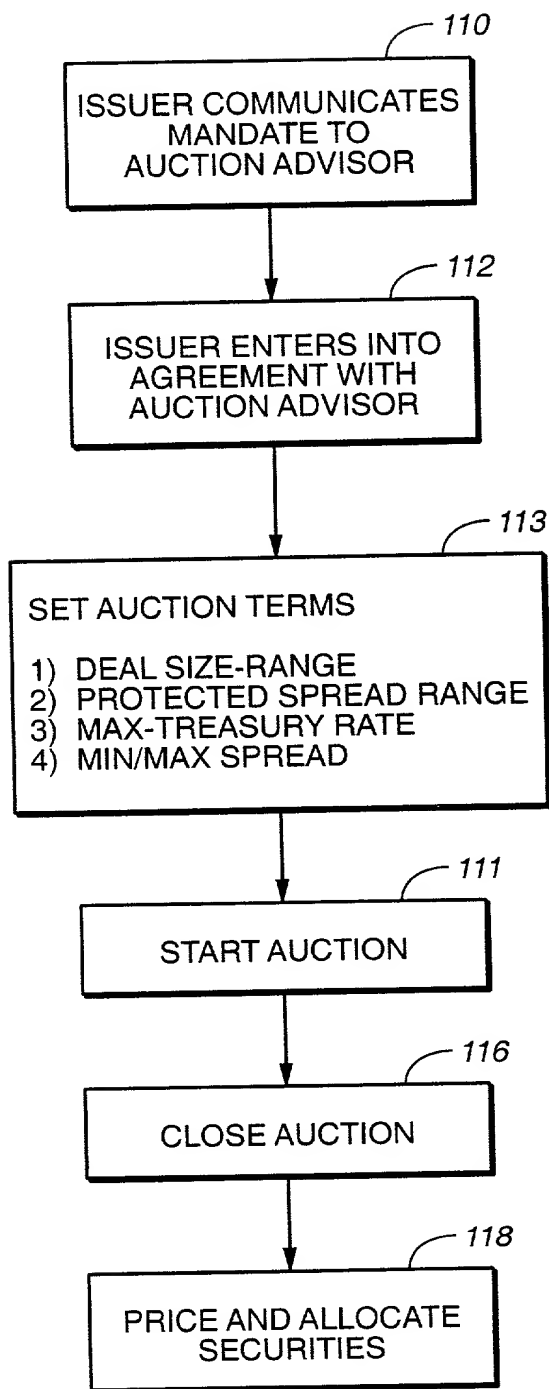 110
ISSUER COMMUNICATES
MANDATE TO
AUCTION ADVISOR
112
ISSUER ENTERS INTO
AGREEMENT WITH
AUCTION ADVISOR
113
SET AUCTION TERMS
1) DEAL SIZE-RANGE
2) PROTECTED SPREAD RANGE
3) MAX-TREASURY RATE
4) MIN/MAX SPREAD
111
START AUCTION
116
CLOSE AUCTION
118
PRICE AND ALLOCATE
SECURITIES